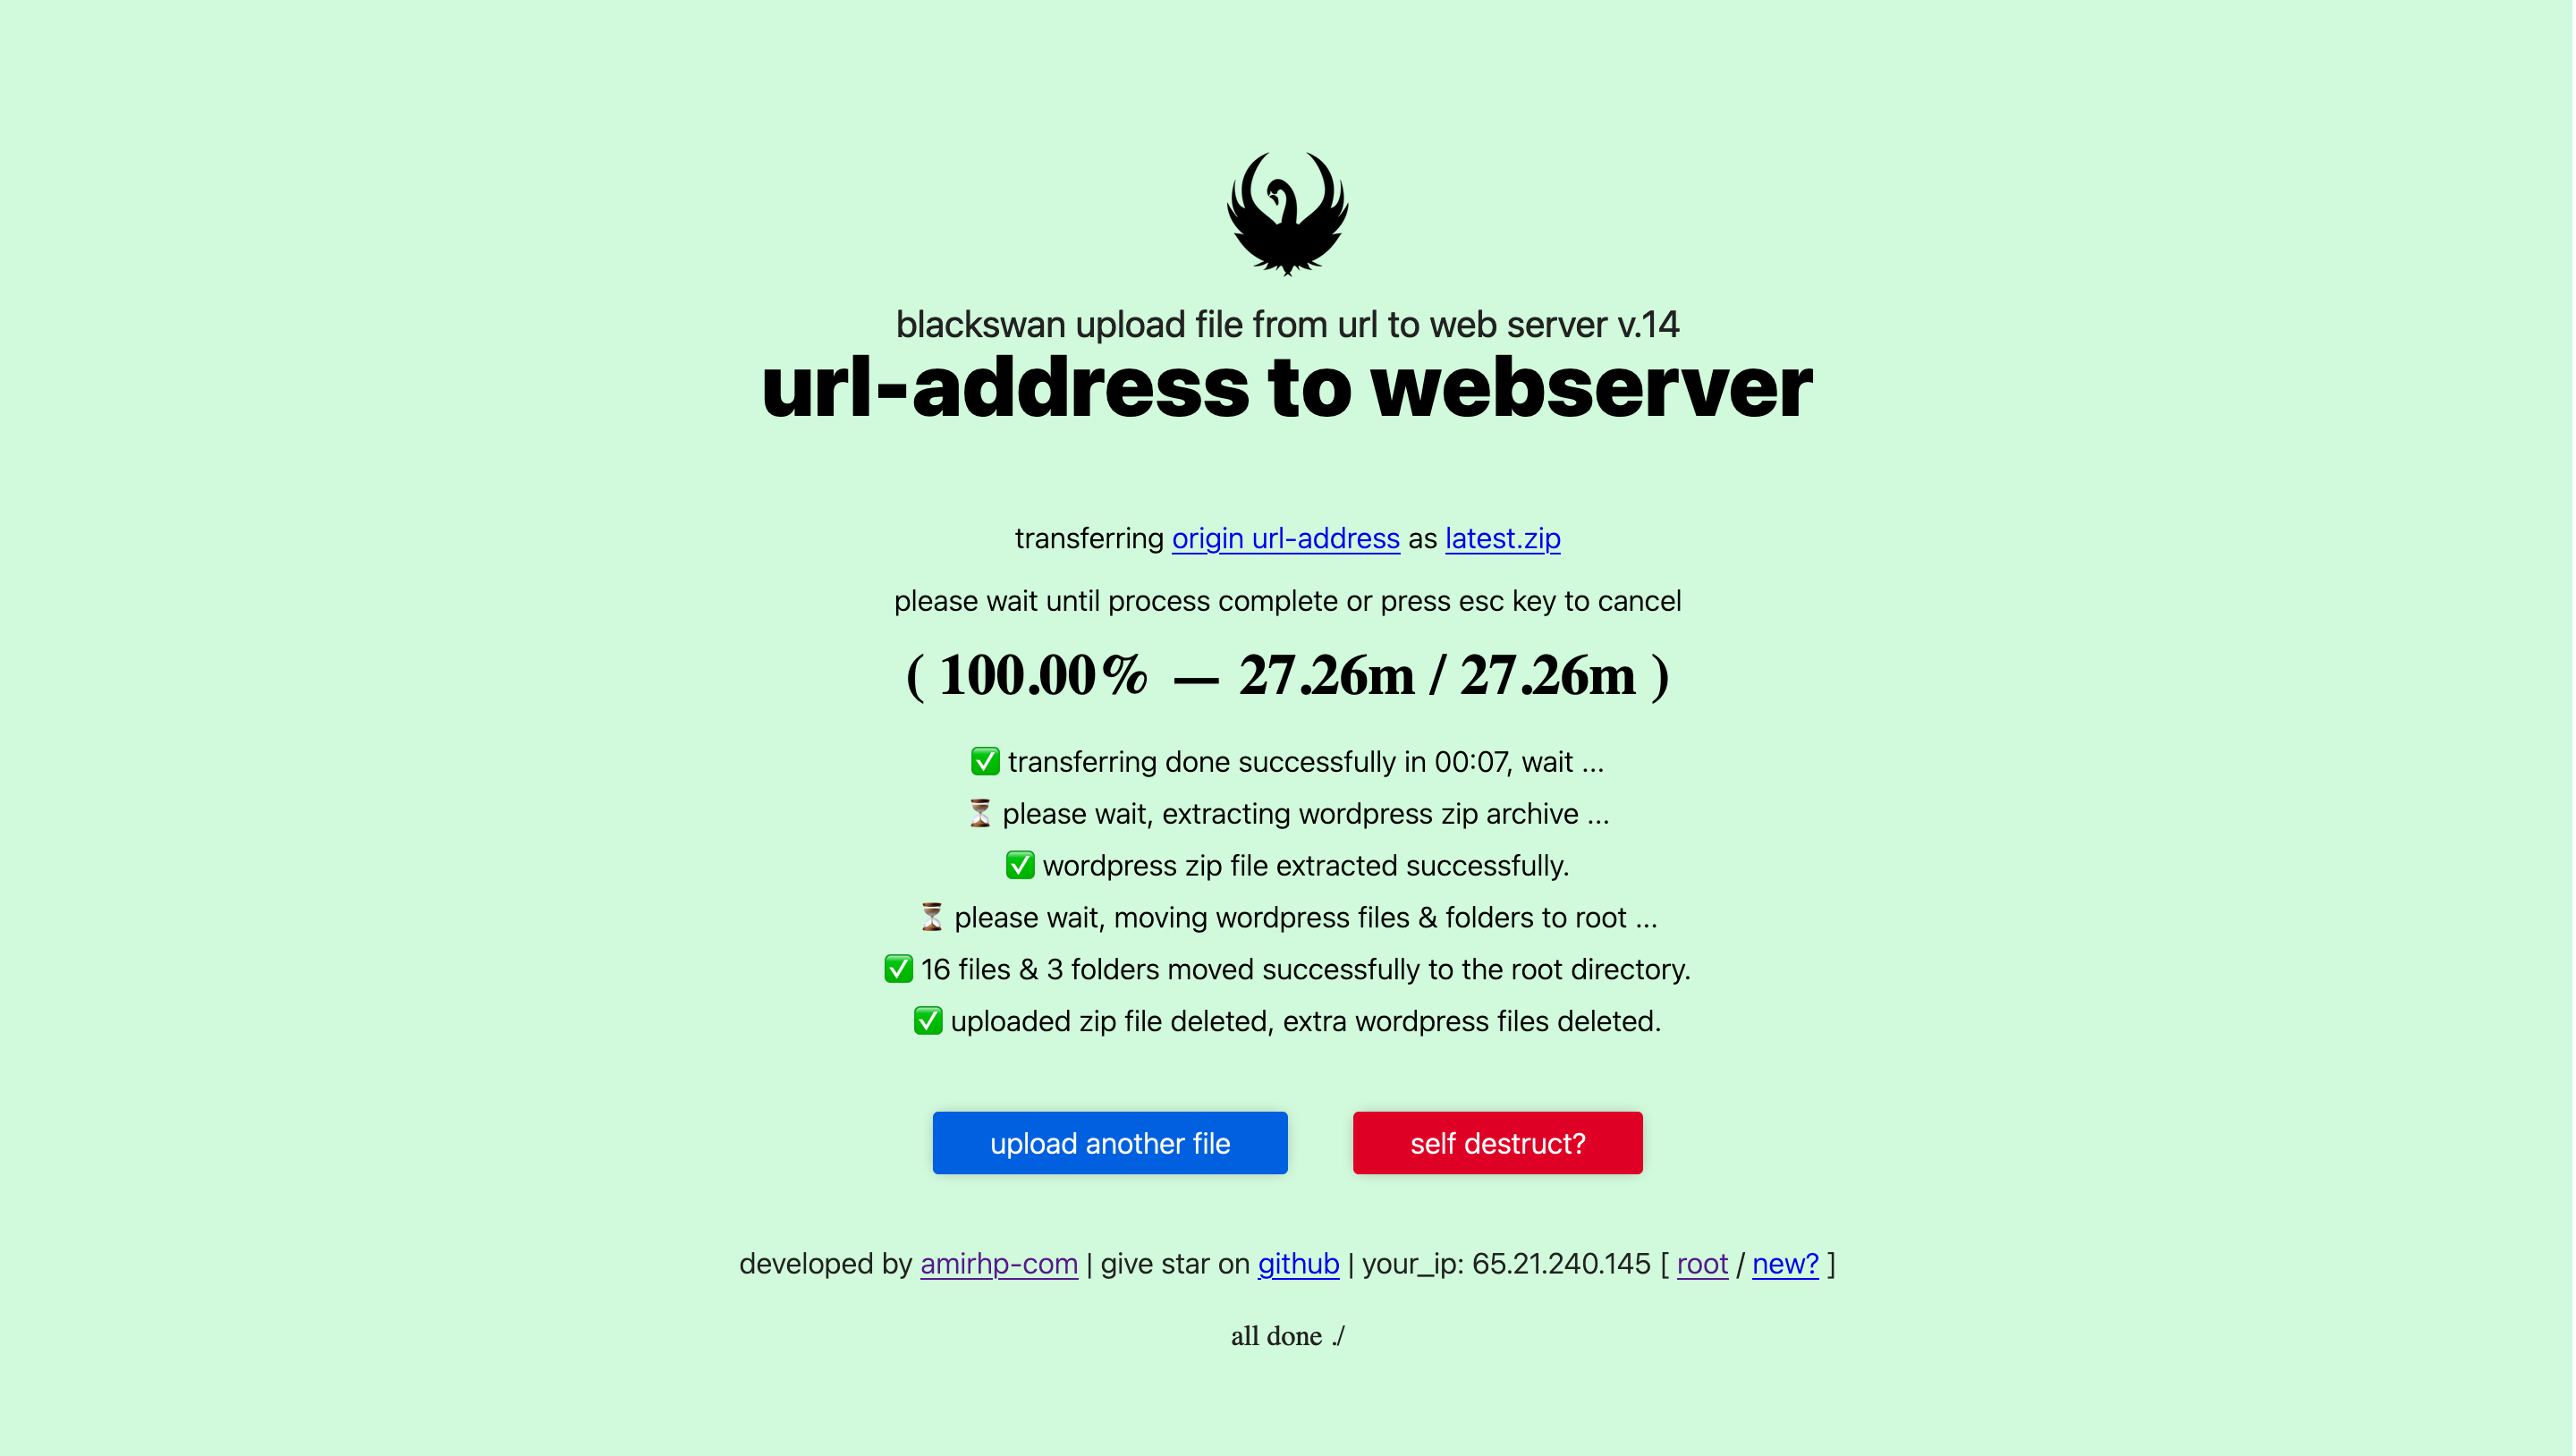 blackswan upload file from url to web server v.14
url-address to webserver
transferring origin url-address as latest.zip
please wait until process complete or press esc key to cancel
( 100.00% — 27.26m / 27.26m )
✅ transferring done successfully in 00:07, wait ...
⏳ please wait, extracting wordpress zip archive ...
✅ wordpress zip file extracted successfully.
⏳ please wait, moving wordpress files & folders to root ...
✅ 16 files & 3 folders moved successfully to the root directory.
✅ uploaded zip file deleted, extra wordpress files deleted.
upload another file self destruct?
developed by amirhp-com | give star on github | your_ip: 65.21.240.145 [ root / new? ]
all done ./